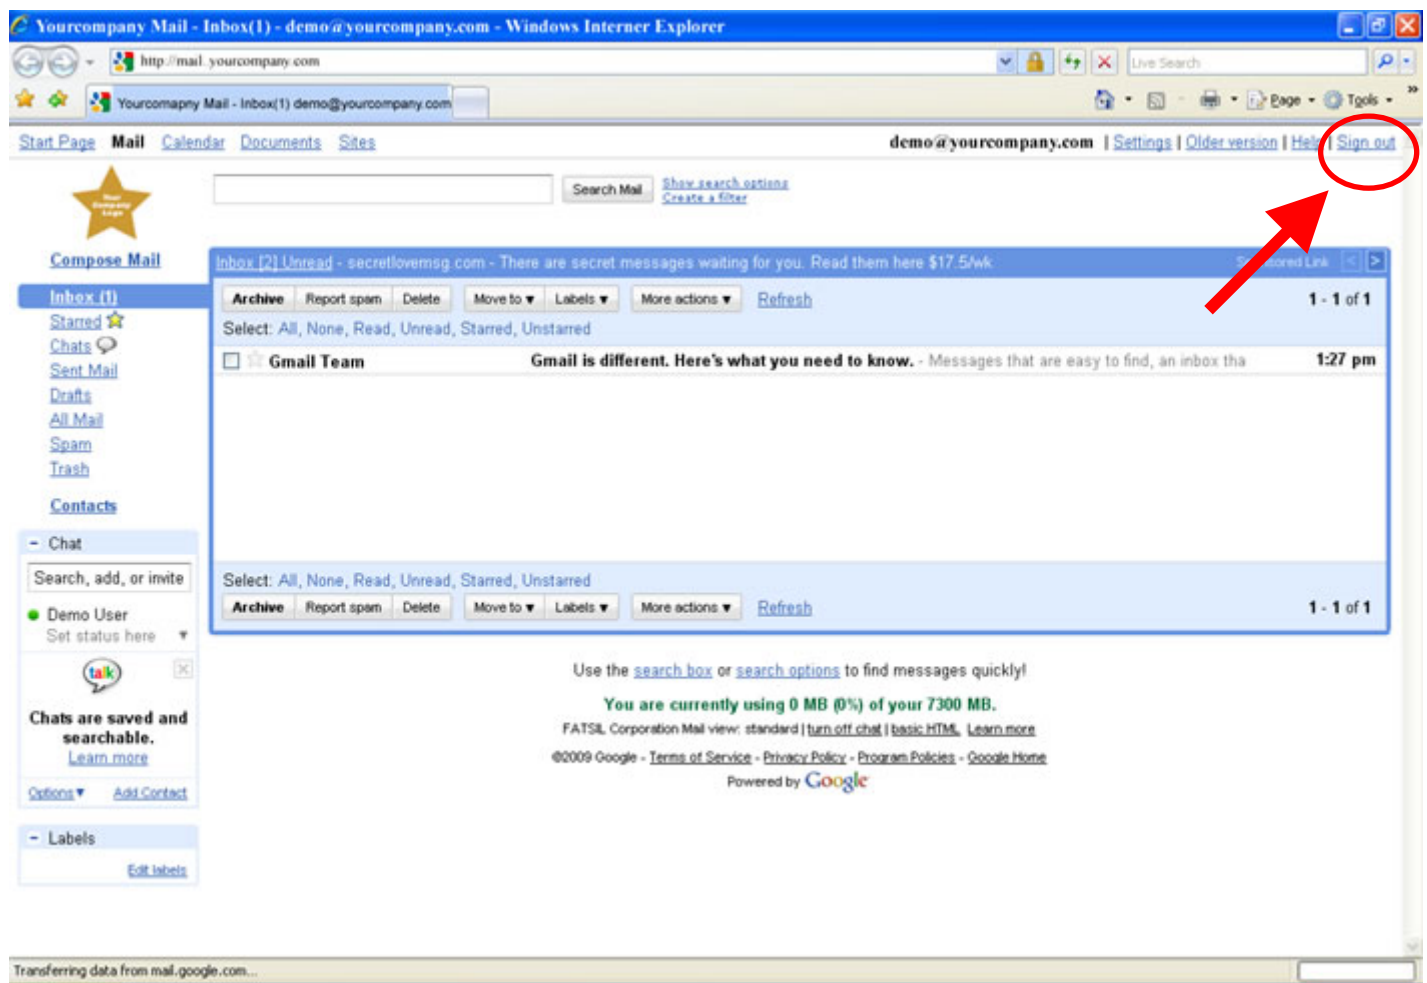 Yourcompany Mail - Inbox(1) - demo@yourcompany.com - Windows Interner Explorer
http://mail.yourcompany.com
Live Search
Yourcomapny Mail - Inbox(1) demo@yourcompany.com
Page
Tools
Start Page Mail Calendar Documents Sites
demo@yourcompany.com | Settings | Older version | Help | Sign out
Your
Company
Logo
Search Mail
Show search options
Create a filter
Compose Mail
Inbox [2] Unread - secretlovemsg.com - There are secret messages waiting for you. Read them here $17.5/wk
Sponsored Link < >
Inbox (1)
Archive Report spam Delete Move to ▼ Labels ▼ More actions ▼ Refresh 1 - 1 of 1
Starred
Select: All, None, Read, Unread, Starred, Unstarred
Chats
Gmail Team Gmail is different. Here's what you need to know. - Messages that are easy to find, an inbox tha 1:27 pm
Sent Mail
Drafts
All Mail
Spam
Trash
Contacts
– Chat
Search, add, or invite
Select: All, None, Read, Unread, Starred, Unstarred
Archive Report spam Delete Move to ▼ Labels ▼ More actions ▼ Refresh 1 - 1 of 1
Demo User
Set status here ▼
talk
Chats are saved and
searchable.
Learn more
Options ▼ Add Contact
– Labels
Edit labels
Use the search box or search options to find messages quickly!
You are currently using 0 MB (0%) of your 7300 MB.
FATSIL Corporation Mail view: standard | turn off chat | basic HTML Learn more
©2009 Google - Terms of Service - Privacy Policy - Program Policies - Google Home
Powered by Google
Transferring data from mail.google.com...